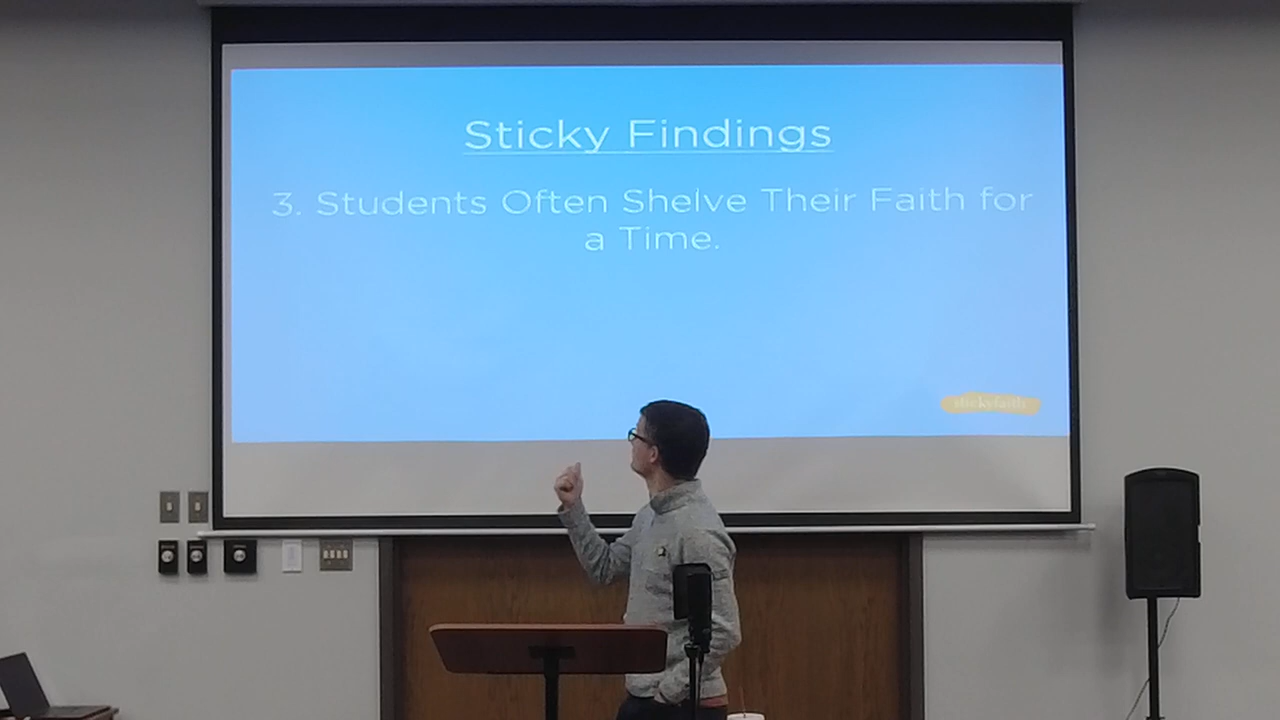 Sticky Findings
3. Students Often Shelve Their Faith for
a Time.
stickyfaith